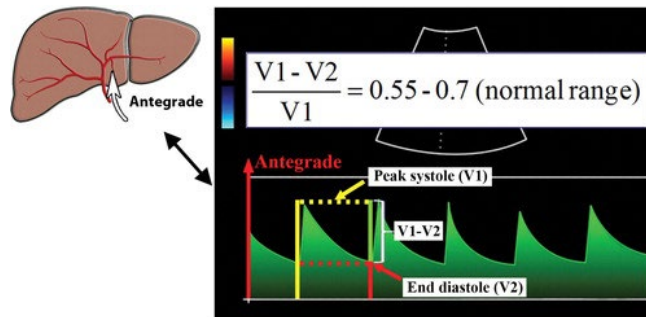 Antegrade
V1 - V2
V1
= 0.55 - 0.7 (normal range)
Antegrade
Peak systole (V1)
V1-V2
End diastole (V2)